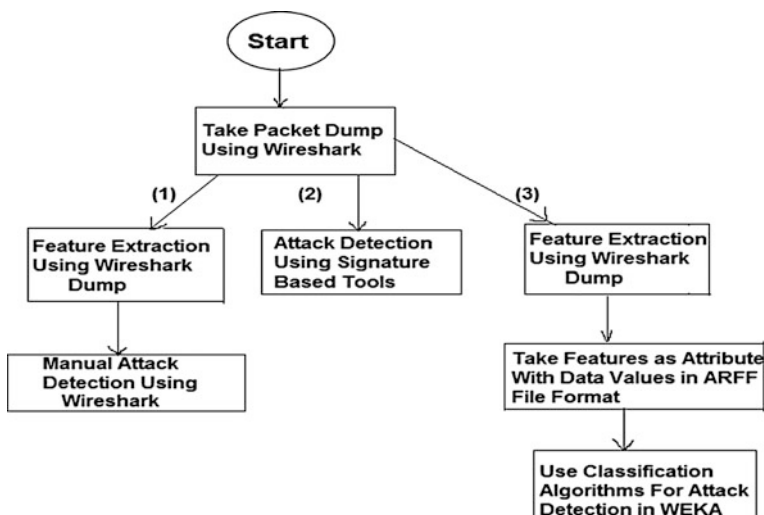 Start
Take Packet Dump
Using Wireshark
(1)
(2)
(3)
Feature Extraction
Using Wireshark
Dump
Attack Detection
Using Signature
Based Tools
Feature Extraction
Using Wireshark
Dump
Manual Attack
Detection Using
Wireshark
Take Features as Attribute
With Data Values in ARFF
File Format
Use Classification
Algorithms For Attack
Detection in WEKA